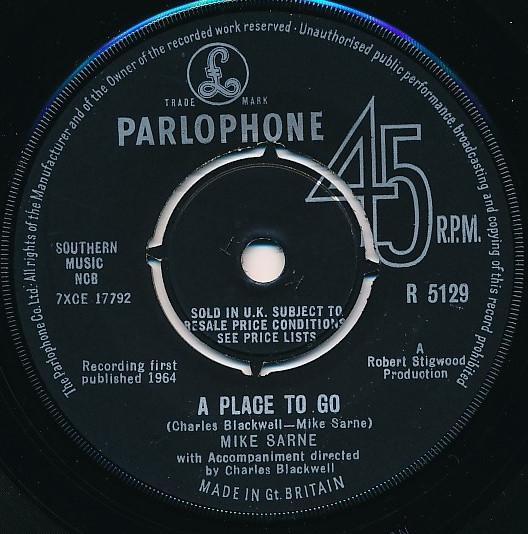 The Parlophone Co. Ltd. All rights of the Manufacturer and of the Owner of the recorded work reserved · Unauthorised public performance, broadcasting and copying of this record prohibited
£
TRADE MARK
PARLOPHONE
45
R.P.M.
SOUTHERN
MUSIC
NCB
7XCE 17792
R 5129
SOLD IN U.K. SUBJECT TO
RESALE PRICE CONDITIONS
SEE PRICE LISTS
Recording first
published 1964
A
Robert Stigwood
Production
A PLACE TO GO
(Charles Blackwell—Mike Sarne)
MIKE SARNE
with Accompaniment directed
by Charles Blackwell
MADE IN Gt. BRITAIN